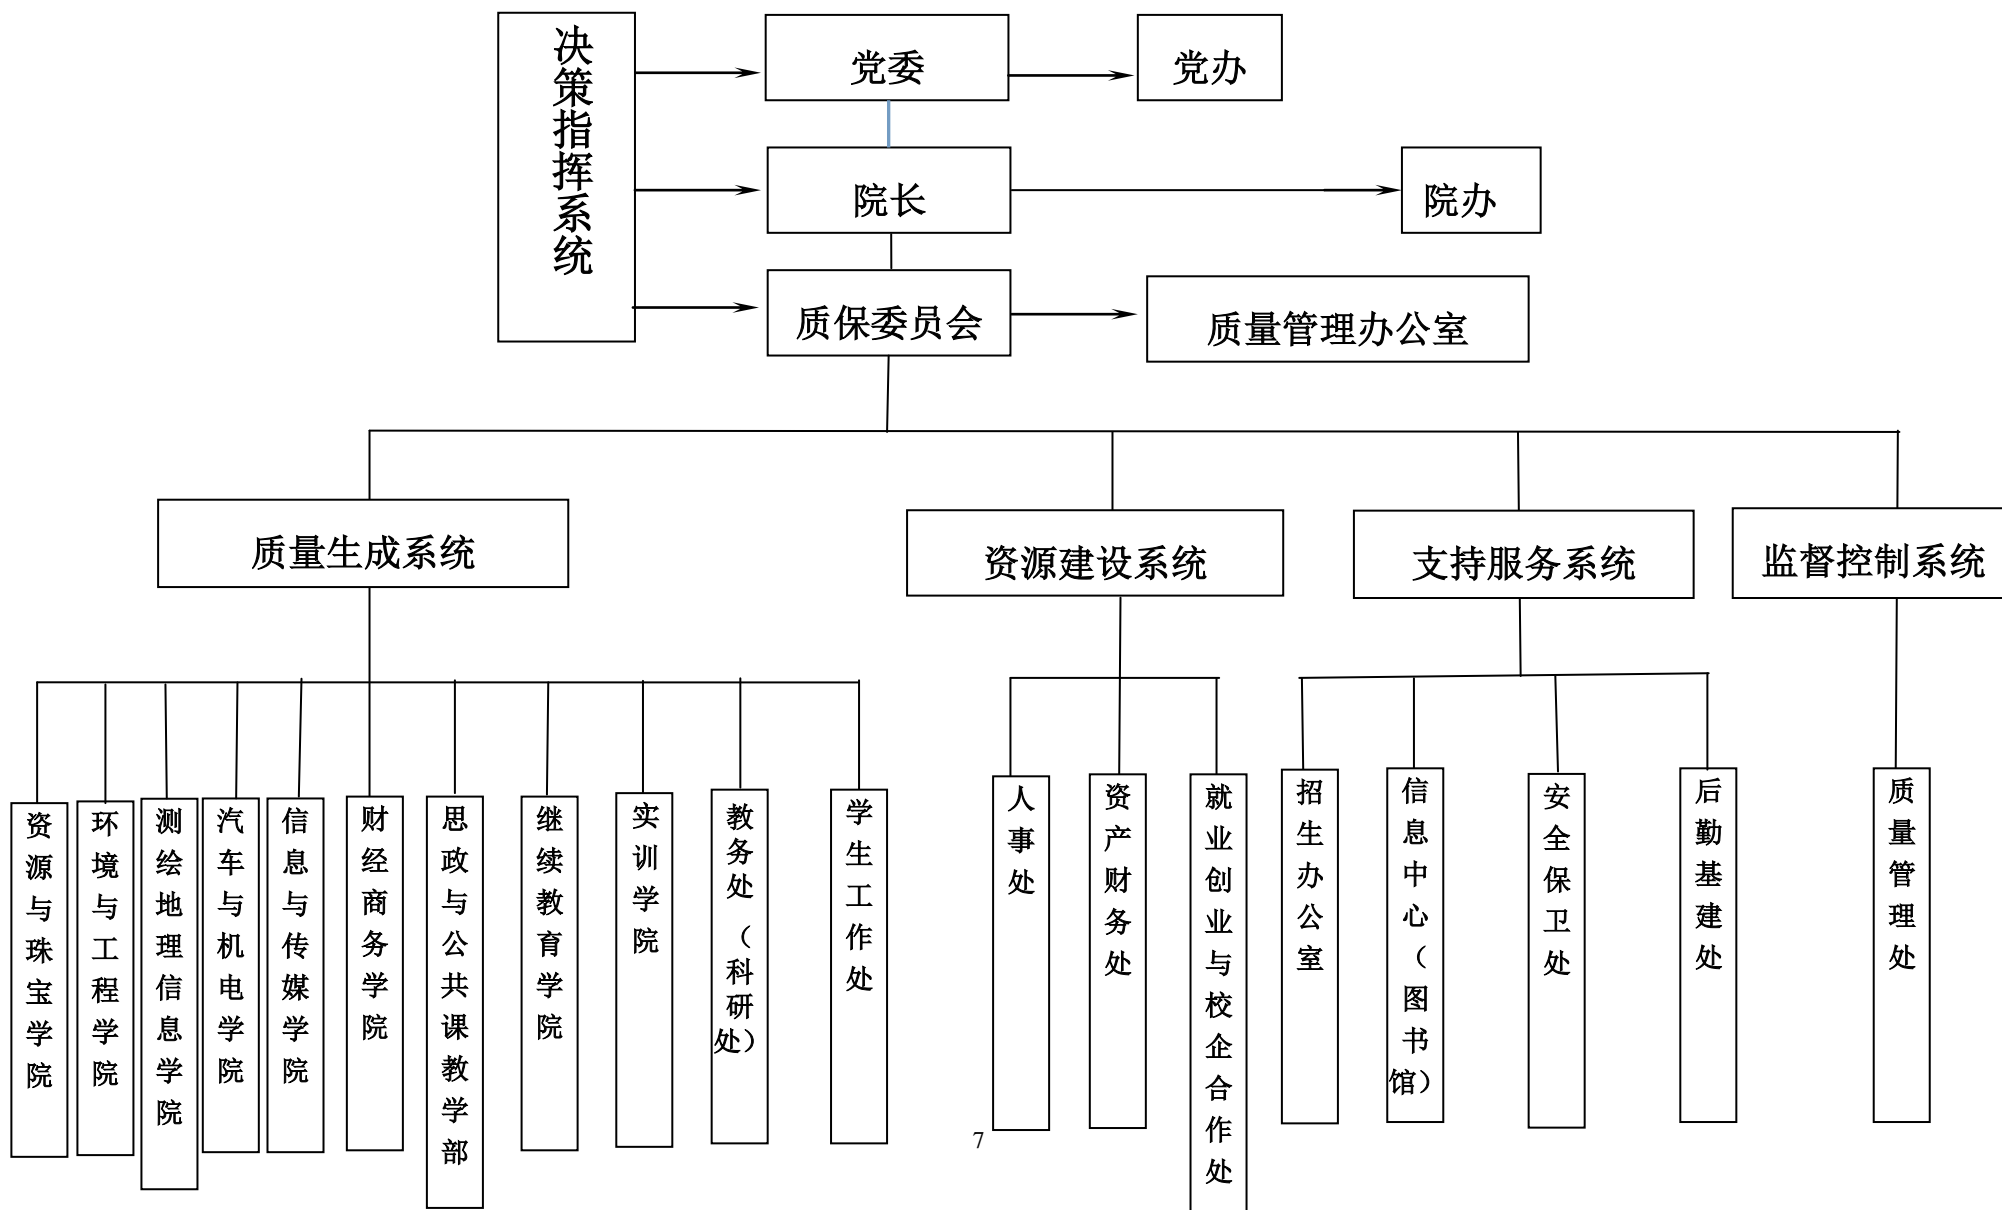 决策指挥系统
党委
党办
院长
院办
质保委员会
质量管理办公室
质量生成系统
资源建设系统
支持服务系统
监督控制系统
资源与珠宝学院
环境与工程学院
测绘地理信息学院
汽车与机电学院
信息与传媒学院
财经商务学院
思政与公共课教学部
继续教育学院
实训学院
教务处（科研处）
学生工作处
人事处
资产财务处
就业创业与校企合作处
招生办公室
信息中心（图书馆）
安全保卫处
后勤基建处
质量管理处
7